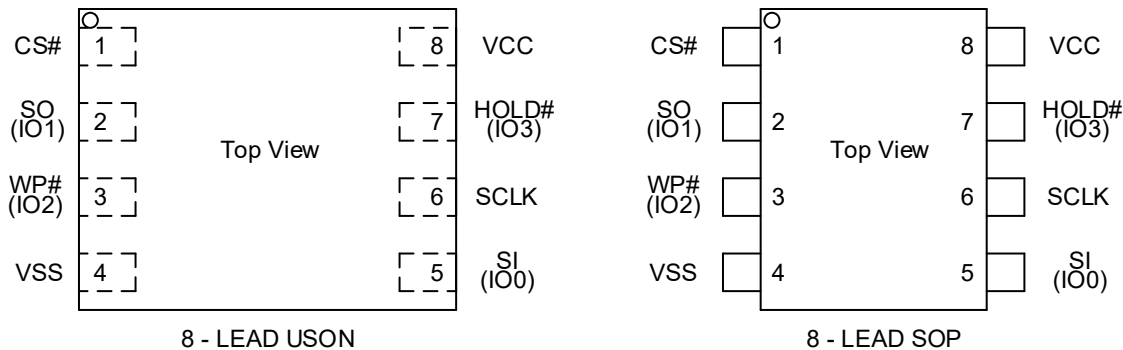 CS# 1 8 VCC
SO (IO1) 2 7 HOLD# (IO3)
Top View
WP# (IO2) 3 6 SCLK
VSS 4 5 SI (IO0)
8 - LEAD USON
CS# 1 8 VCC
SO (IO1) 2 7 HOLD# (IO3)
Top View
WP# (IO2) 3 6 SCLK
VSS 4 5 SI (IO0)
8 - LEAD SOP